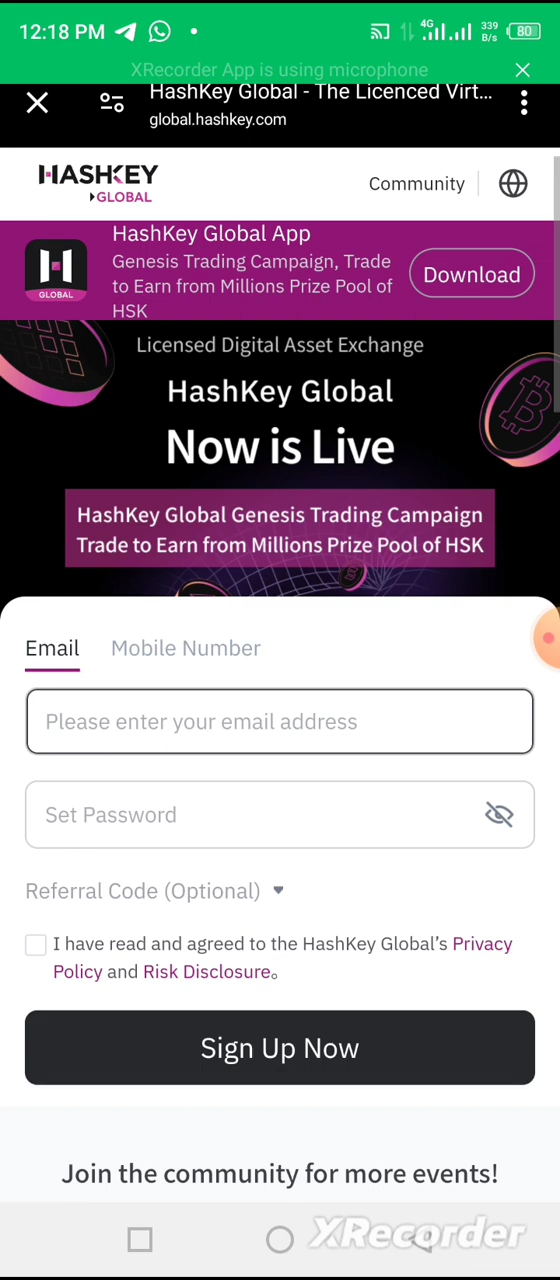 12:18 PM
4G
339 B/s
80
XRecorder App is using microphone
HashKey Global - The Licenced Virt...
global.hashkey.com
HASHKEY
GLOBAL
Community
HashKey Global App
Genesis Trading Campaign, Trade
to Earn from Millions Prize Pool of
HSK
Download
GLOBAL
Licensed Digital Asset Exchange
HashKey Global
Now is Live
HashKey Global Genesis Trading Campaign
Trade to Earn from Millions Prize Pool of HSK
Email
Mobile Number
Please enter your email address
Set Password
Referral Code (Optional)
I have read and agreed to the HashKey Global's Privacy
Policy and Risk Disclosure。
Sign Up Now
Join the community for more events!
XRecorder